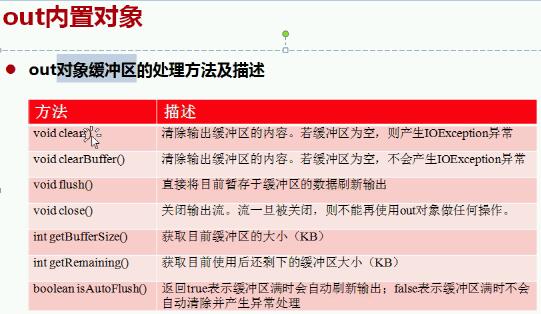 out内置对象
out对象缓冲区的处理方法及描述
方法 描述
void clear() 清除输出缓冲区的内容。若缓冲区为空，则产生IOException异常
void clearBuffer() 清除输出缓冲区的内容。若缓冲区为空，不会产生IOException异常
void flush() 直接将目前暂存于缓冲区的数据刷新输出
void close() 关闭输出流。流一旦被关闭，则不能再使用out对象做任何操作。
int getBufferSize() 获取目前缓冲区的大小（KB）
int getRemaining() 获取目前使用后还剩下的缓冲区大小（KB）
boolean isAutoFlush() 返回true表示缓冲区满时会自动刷新输出；false表示缓冲区满时不会
自动清除并产生异常处理